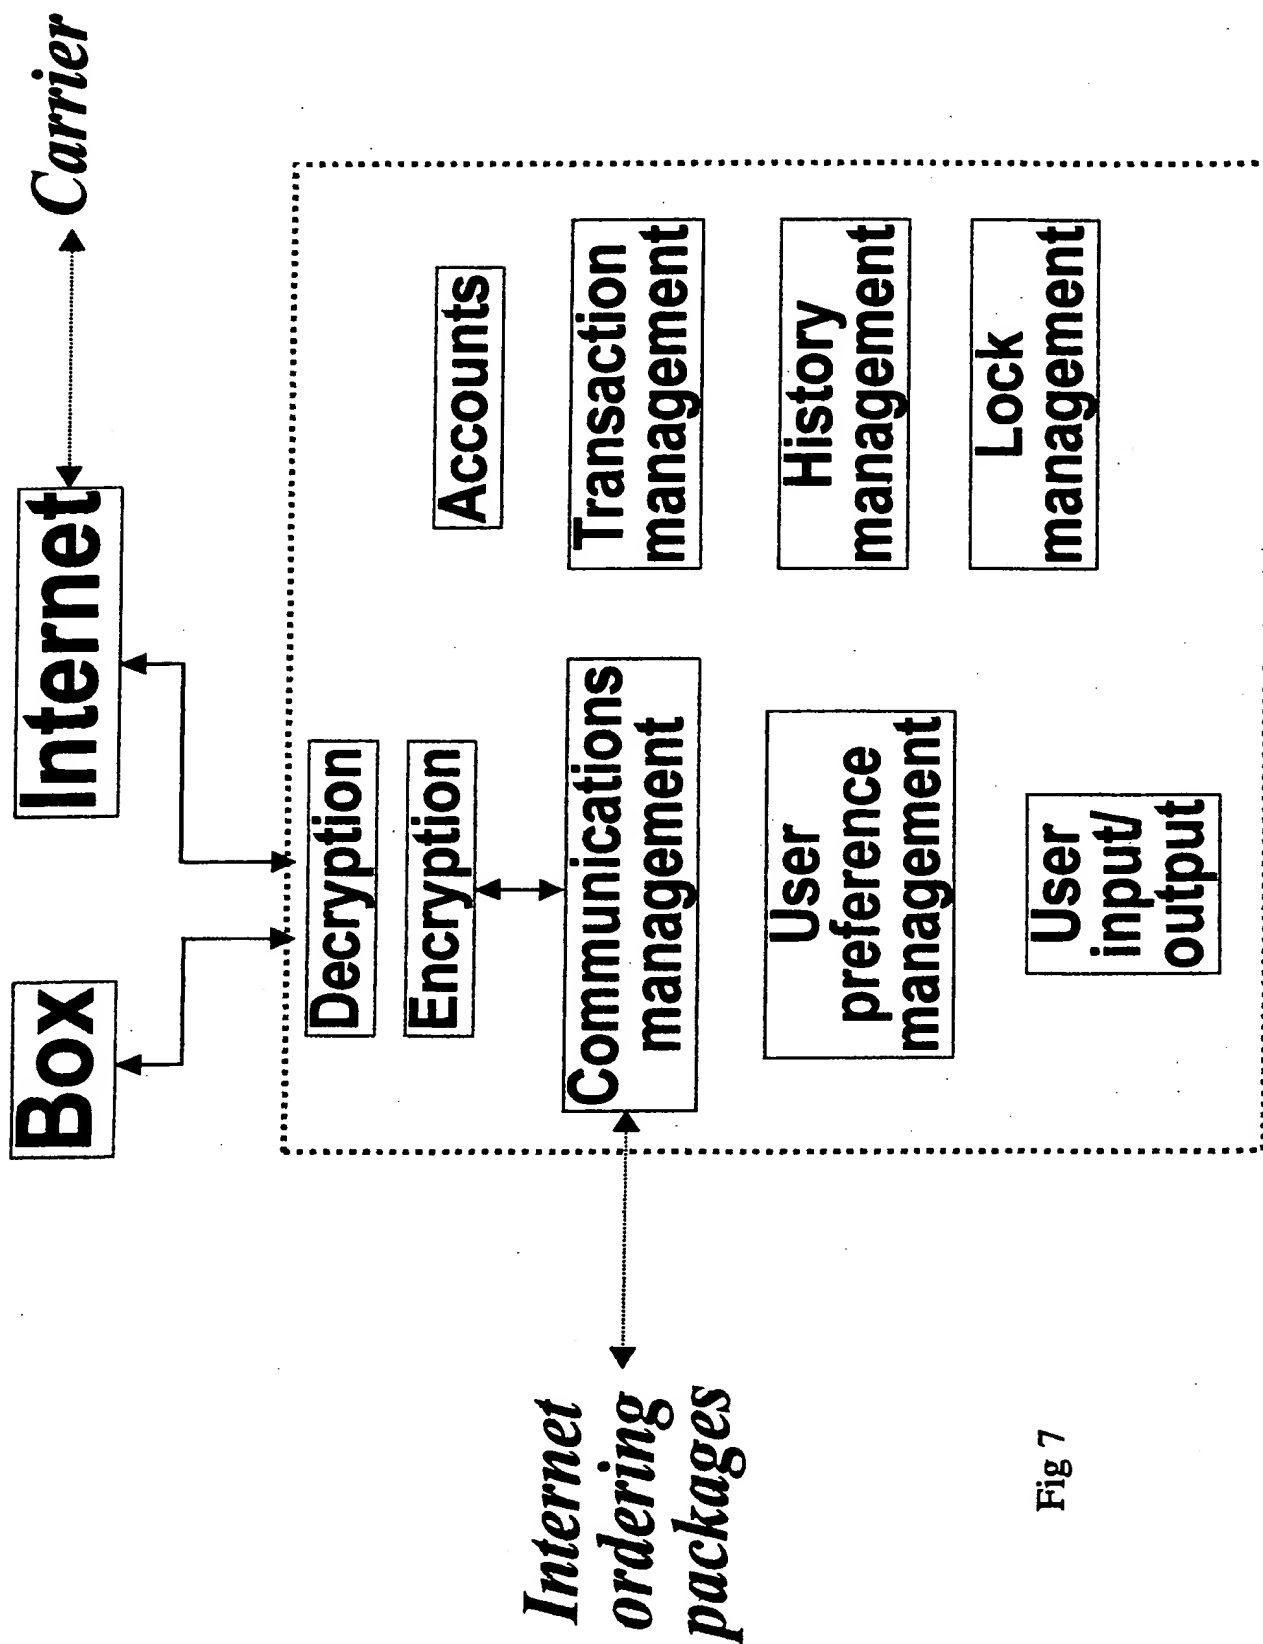 Box
Internet
Carrier
Decryption
Encryption
Accounts
Internet
ordering
packages
Communications
management
Transaction
management
User
preference
management
History
management
User
input/
output
Lock
management
Fig 7